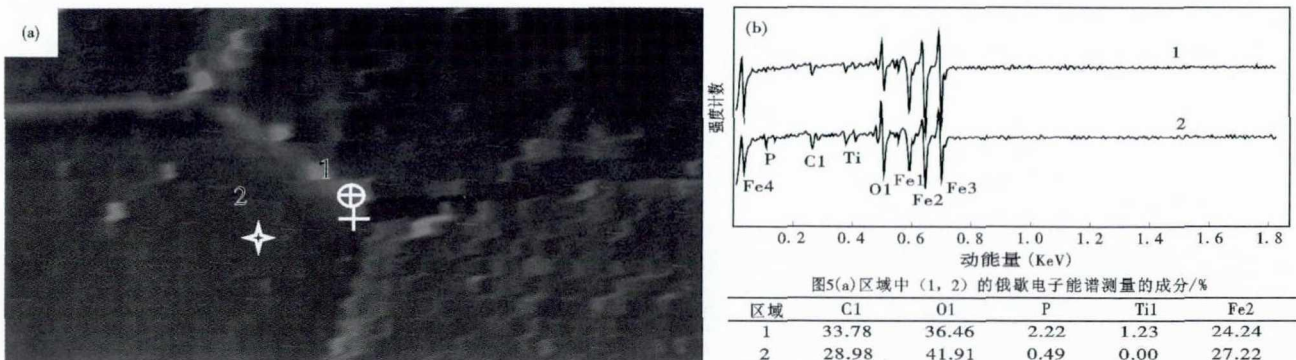 (a)
1
2
(b)
强度计数
1
2
P
C1
Ti
Fe4
O1
Fe1
Fe2
Fe3
0.2 0.4 0.6 0.8 1.0 1.2 1.4 1.6 1.8
动能量 (KeV)
图5(a)区域中 (1, 2) 的俄歇电子能谱测量的成分/%
区域 C1 O1 P Ti1 Fe2
1 33.78 36.46 2.22 1.23 24.24
2 28.98 41.91 0.49 0.00 27.22